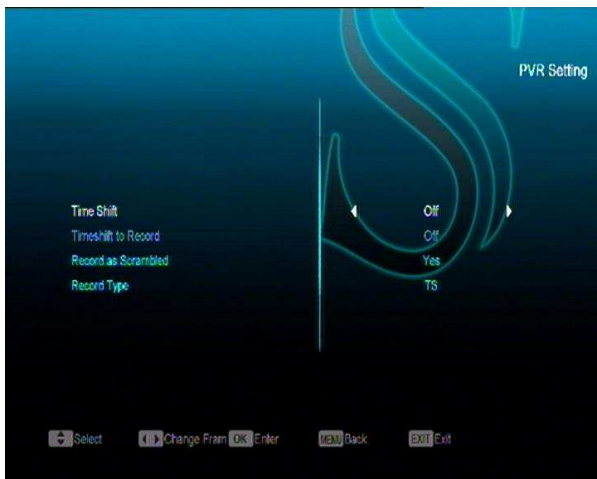 PVR Setting
Time Shift Off
Timeshift to Record Off
Record as Scrambled Yes
Record Type TS
Select Change Fram OK Enter MENU Back EXIT Exit